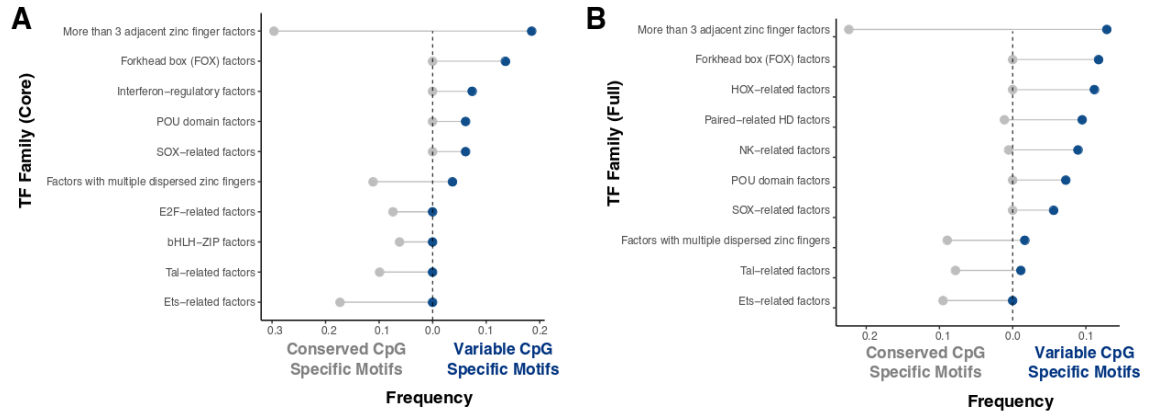 A
TF Family (Core)
More than 3 adjacent zinc finger factors
Forkhead box (FOX) factors
Interferon−regulatory factors
POU domain factors
SOX−related factors
Factors with multiple dispersed zinc fingers
E2F−related factors
bHLH−ZIP factors
Tal−related factors
Ets−related factors
0.3 0.2 0.1 0.0 0.1 0.2
Conserved CpG Variable CpG
Specific Motifs Specific Motifs
Frequency
B
TF Family (Full)
More than 3 adjacent zinc finger factors
Forkhead box (FOX) factors
HOX−related factors
Paired−related HD factors
NK−related factors
POU domain factors
SOX−related factors
Factors with multiple dispersed zinc fingers
Tal−related factors
Ets−related factors
0.2 0.1 0.0 0.1
Conserved CpG Variable CpG
Specific Motifs Specific Motifs
Frequency